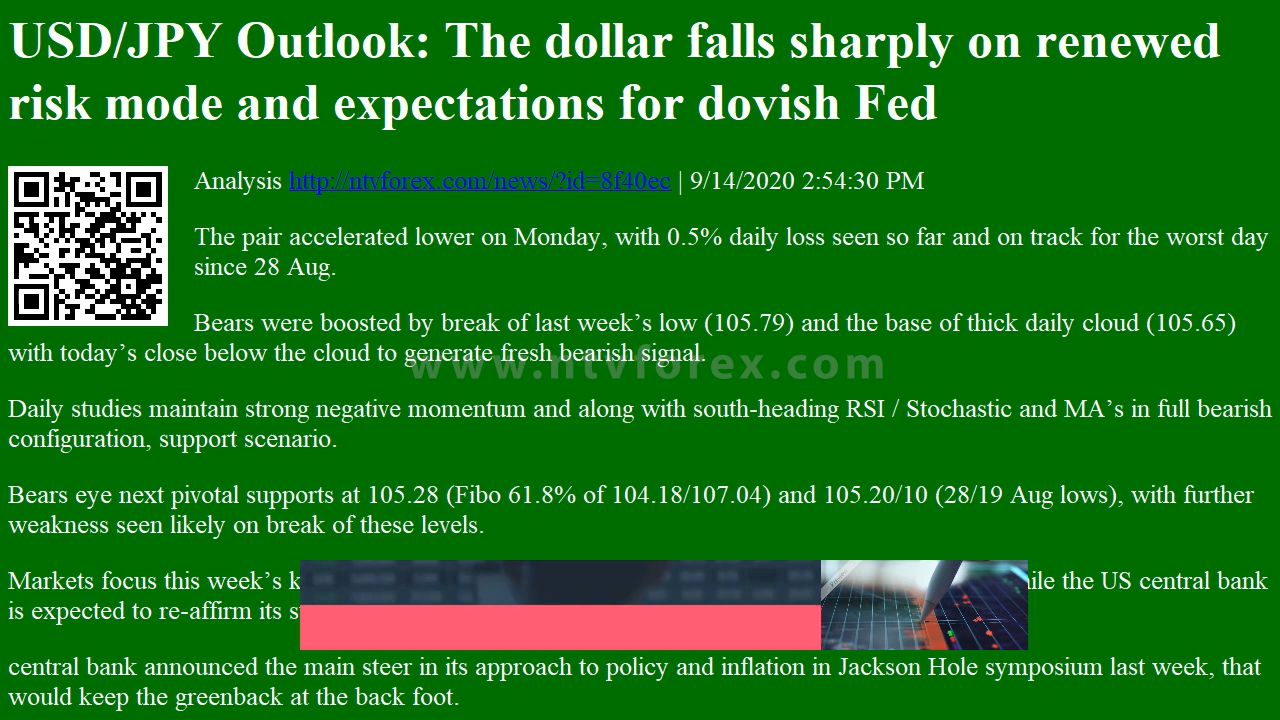 USD/JPY Outlook: The dollar falls sharply on renewed
risk mode and expectations for dovish Fed
Analysis http://ntvforex.com/news/?id=8f40ec | 9/14/2020 2:54:30 PM
The pair accelerated lower on Monday, with 0.5% daily loss seen so far and on track for the worst day
since 28 Aug.
Bears were boosted by break of last week’s low (105.79) and the base of thick daily cloud (105.65)
with today’s close below the cloud to generate fresh bearish signal.
www.ntvforex.com
Daily studies maintain strong negative momentum and along with south-heading RSI / Stochastic and MA’s in full bearish
configuration, support scenario.
Bears eye next pivotal supports at 105.28 (Fibo 61.8% of 104.18/107.04) and 105.20/10 (28/19 Aug lows), with further
weakness seen likely on break of these levels.
Markets focus this week’s the US central bank
is expected to re-affirm its
central bank announced the main steer in its approach to policy and inflation in Jackson Hole symposium last week, that
would keep the greenback at the back foot.